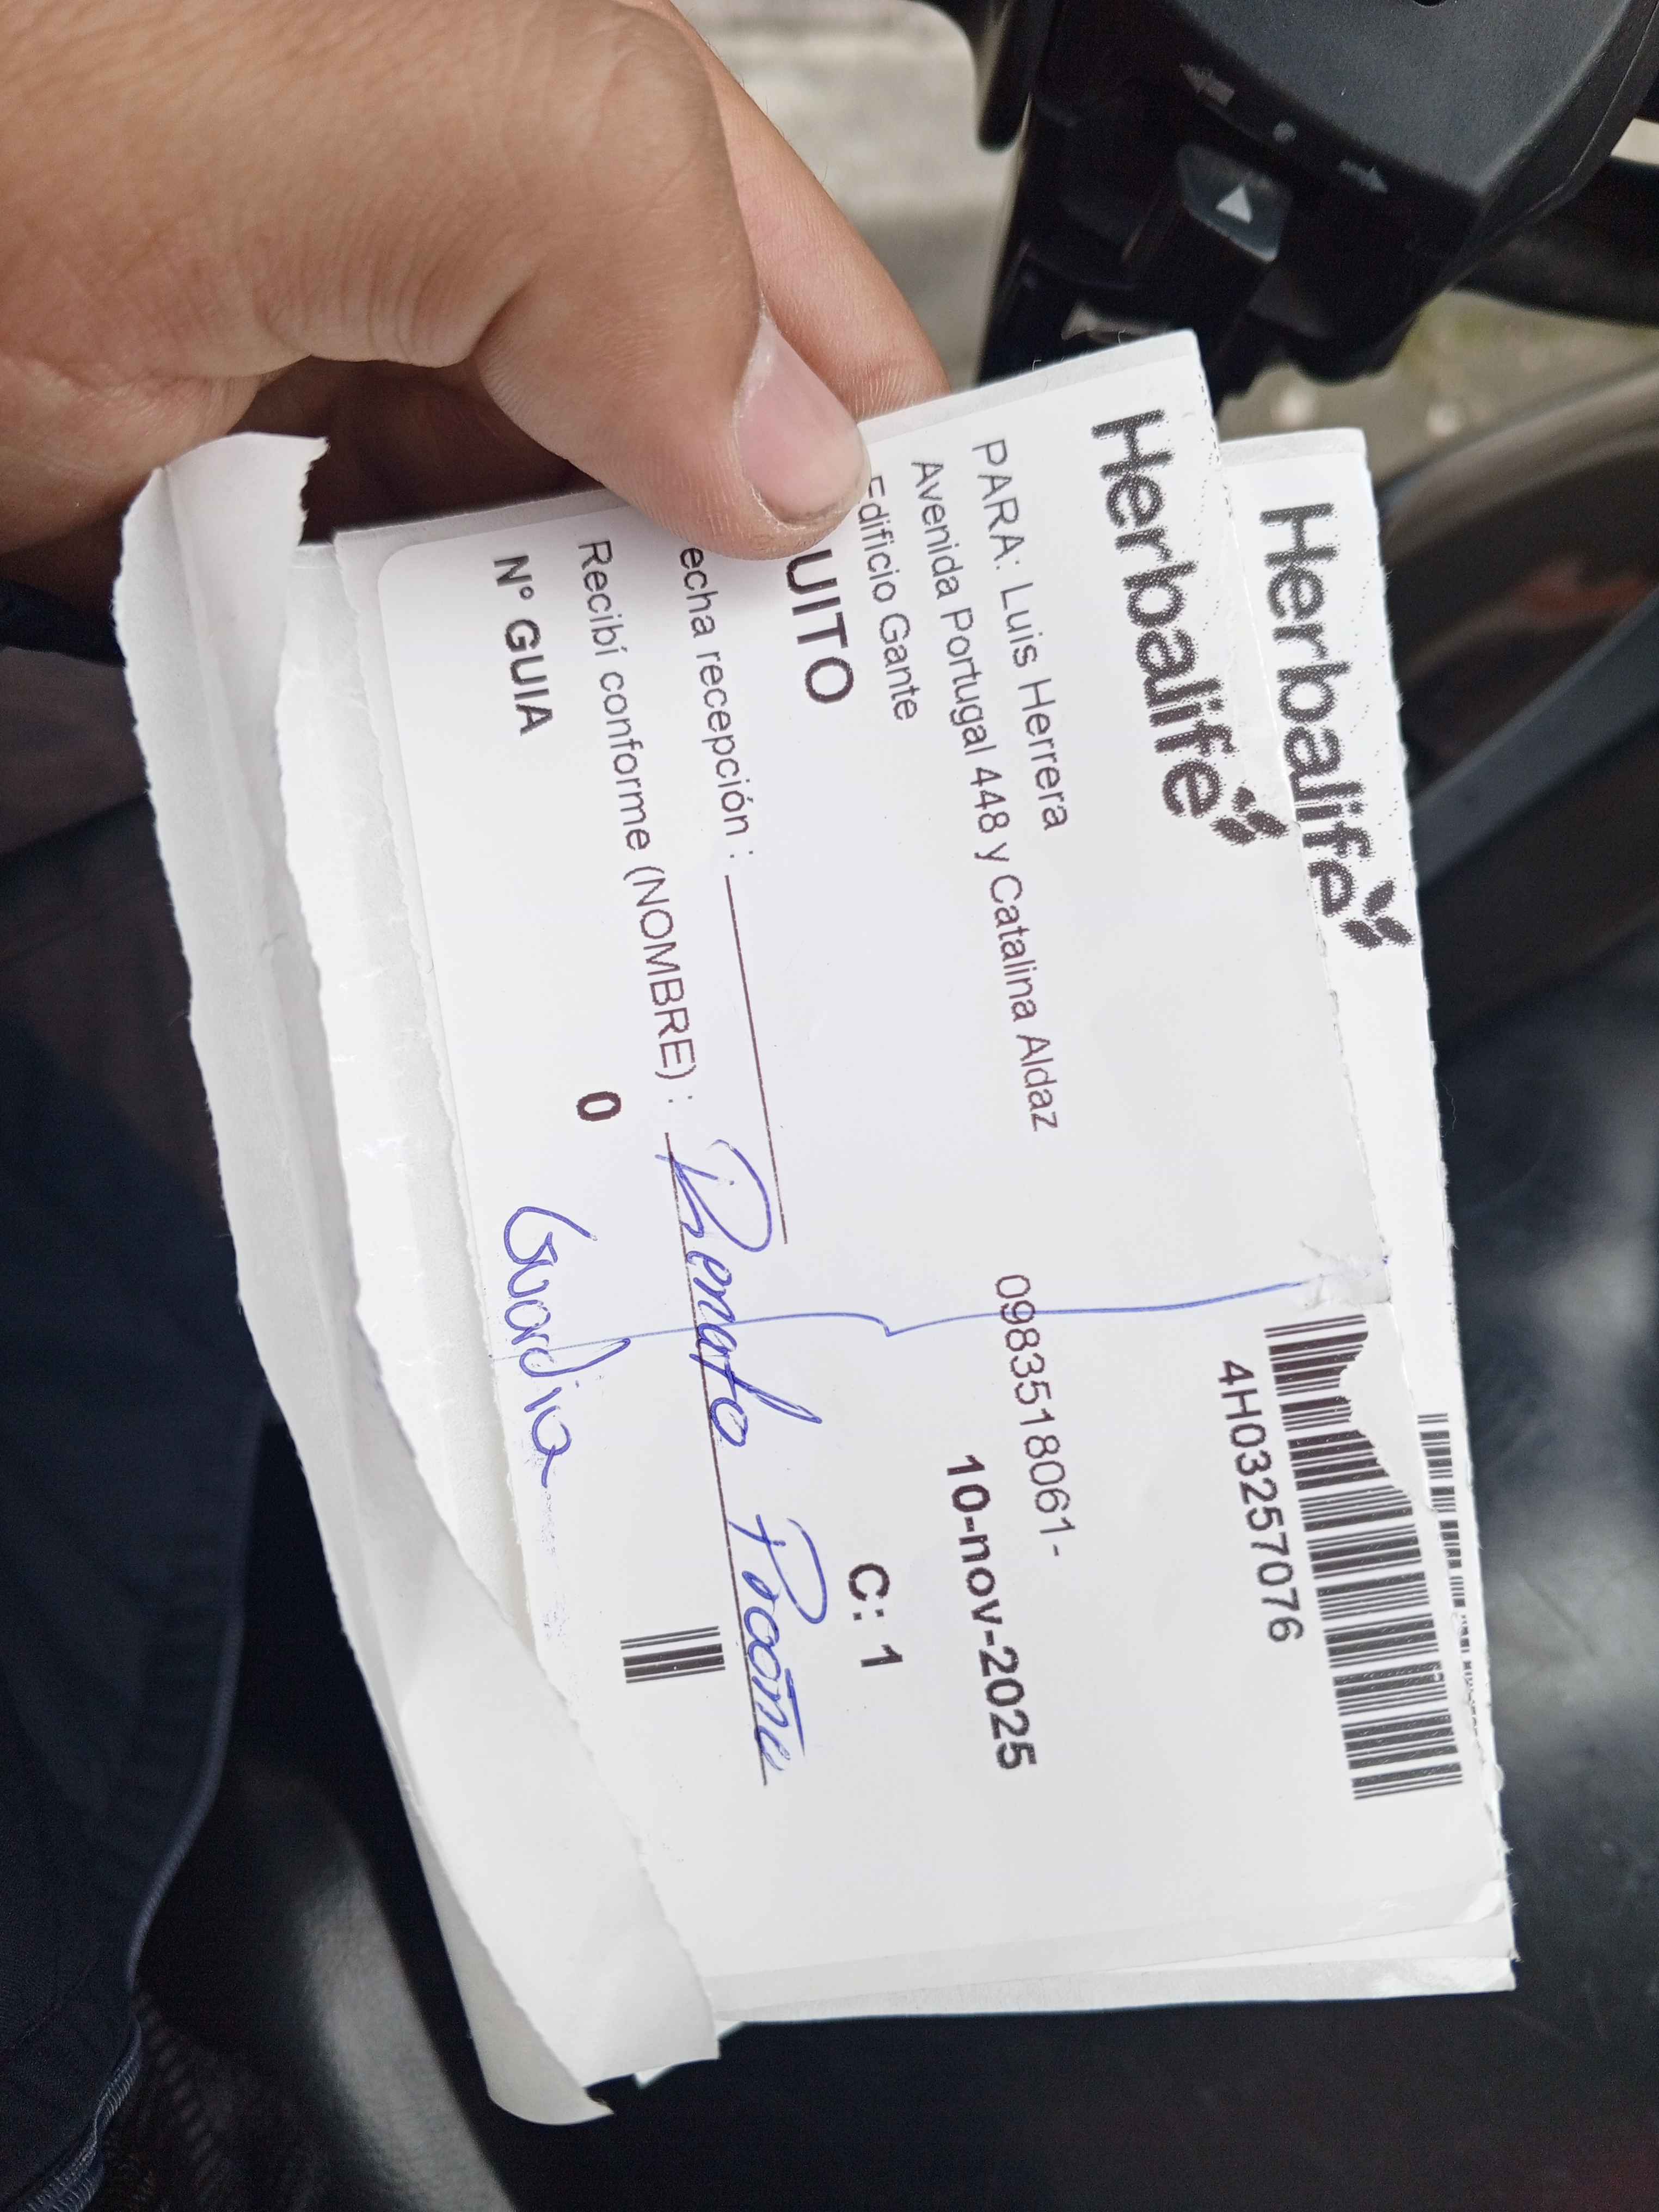 Herbalife
Herbalife
4H03257076
PARA: Luis Herrera
0983518061-
Avenida Portugal 448 y Catalina Aldaz
Edificio Gante
10-nov-2025
UITO
C: 1
echa recepción :
Recibí conforme (NOMBRE) : Renato
Nº GUIA
0
Guardia